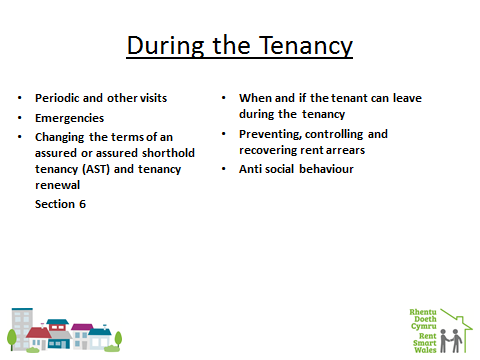 During the Tenancy
• Periodic and other visits
• Emergencies
• Changing the terms of an
assured or assured shorthold
tenancy (AST) and tenancy
renewal
Section 6
• When and if the tenant can leave
during the tenancy
• Preventing, controlling and
recovering rent arrears
• Anti social behaviour
Rhentu
Doeth
Cymru
Rent
Smart
Wales